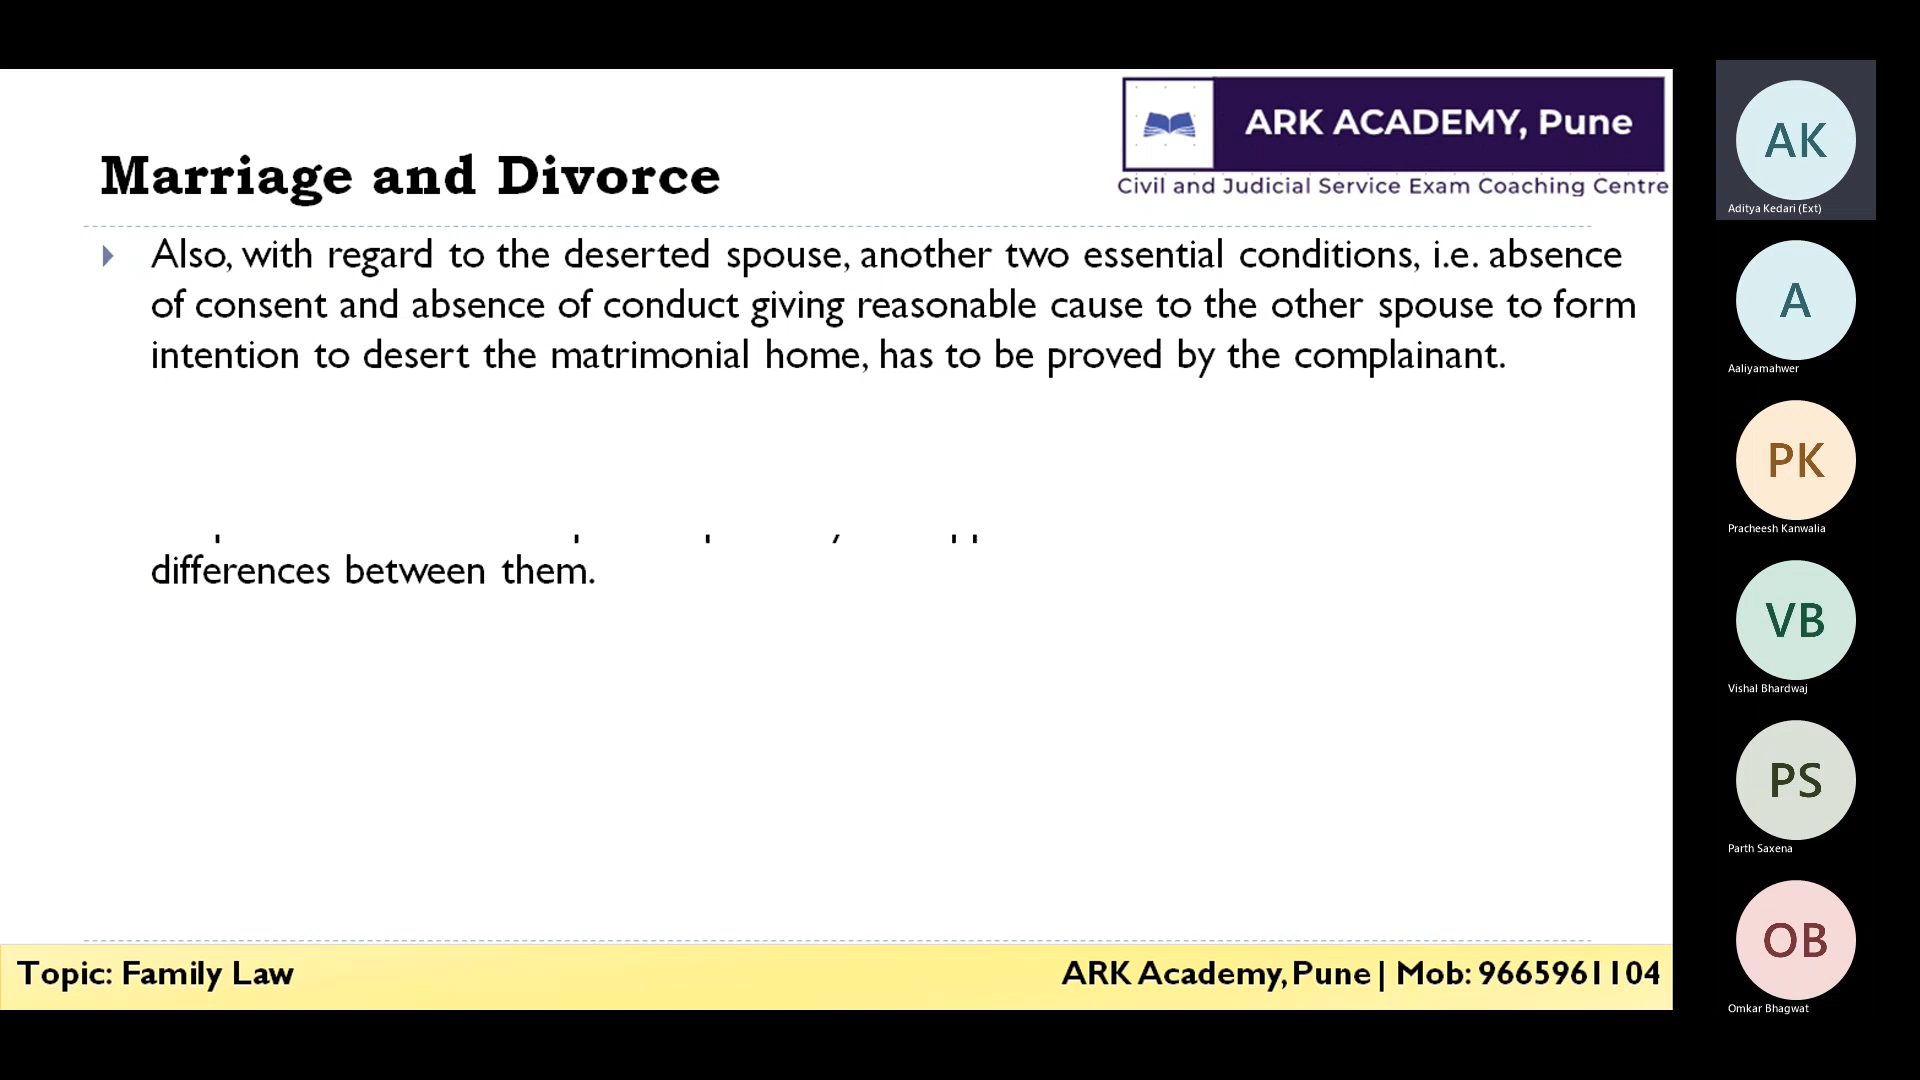 ARK ACADEMY, Pune
Civil and Judicial Service Exam Coaching Centre
Marriage and Divorce
Also, with regard to the deserted spouse, another two essential conditions, i.e. absence
of consent and absence of conduct giving reasonable cause to the other spouse to form
intention to desert the matrimonial home, has to be proved by the complainant.
differences between them.
Topic: Family Law
ARK Academy, Pune | Mob: 9665961104
AK
Aditya Kedari (Ext)
A
Aaliyamahwer
PK
Pracheesh Kanwalia
VB
Vishal Bhardwaj
PS
Parth Saxena
OB
Omkar Bhagwat